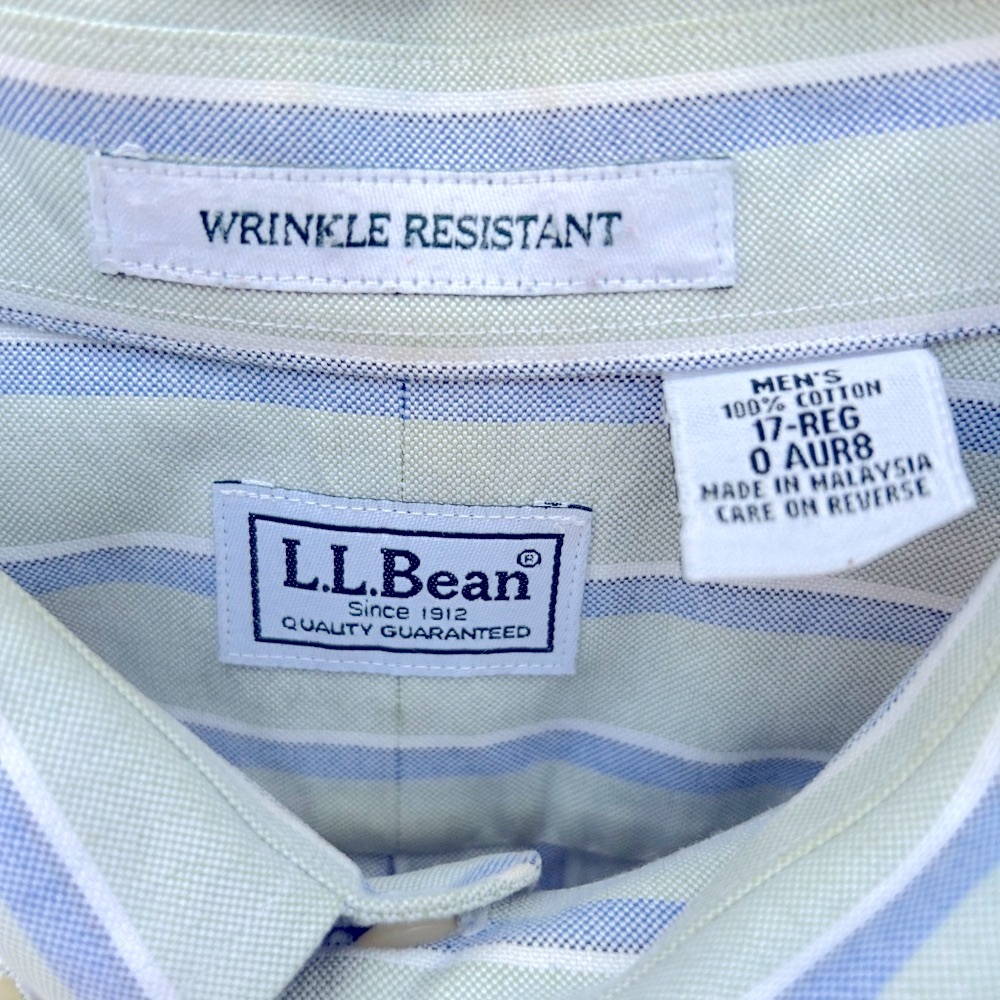 WRINKLE RESISTANT
MEN'S
100% COTTON
17-REG
0 AUR8
MADE IN MALAYSIA
CARE ON REVERSE
L.L.Bean®
Since 1912
QUALITY GUARANTEED